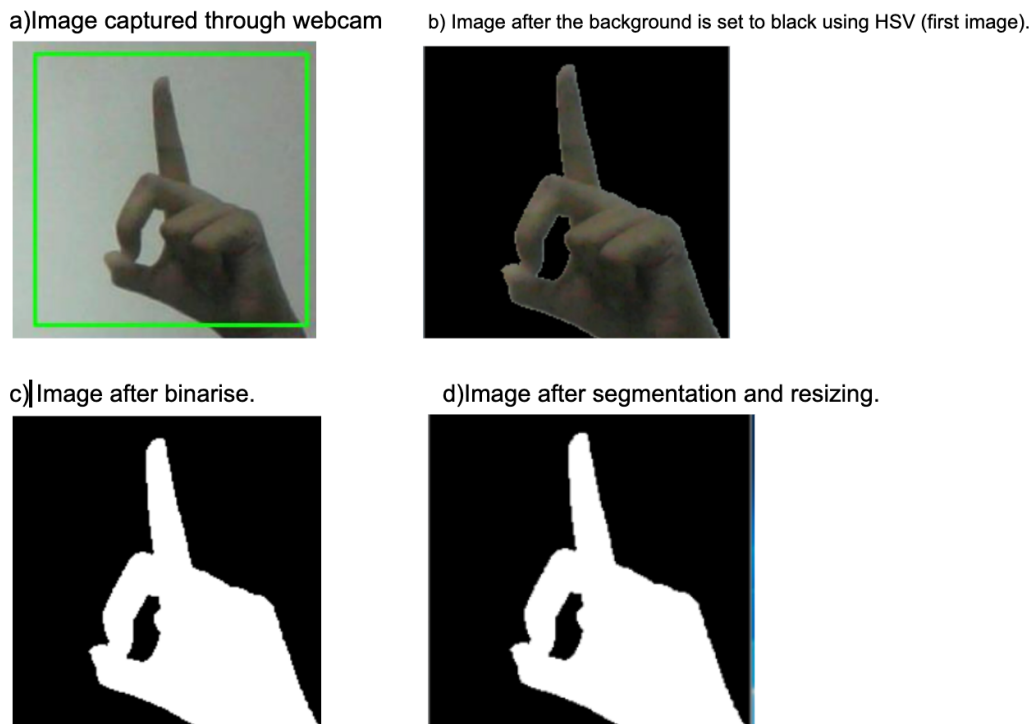 a)Image captured through webcam
b) Image after the background is set to black using HSV (first image).
c)Image after binarise.
d)Image after segmentation and resizing.